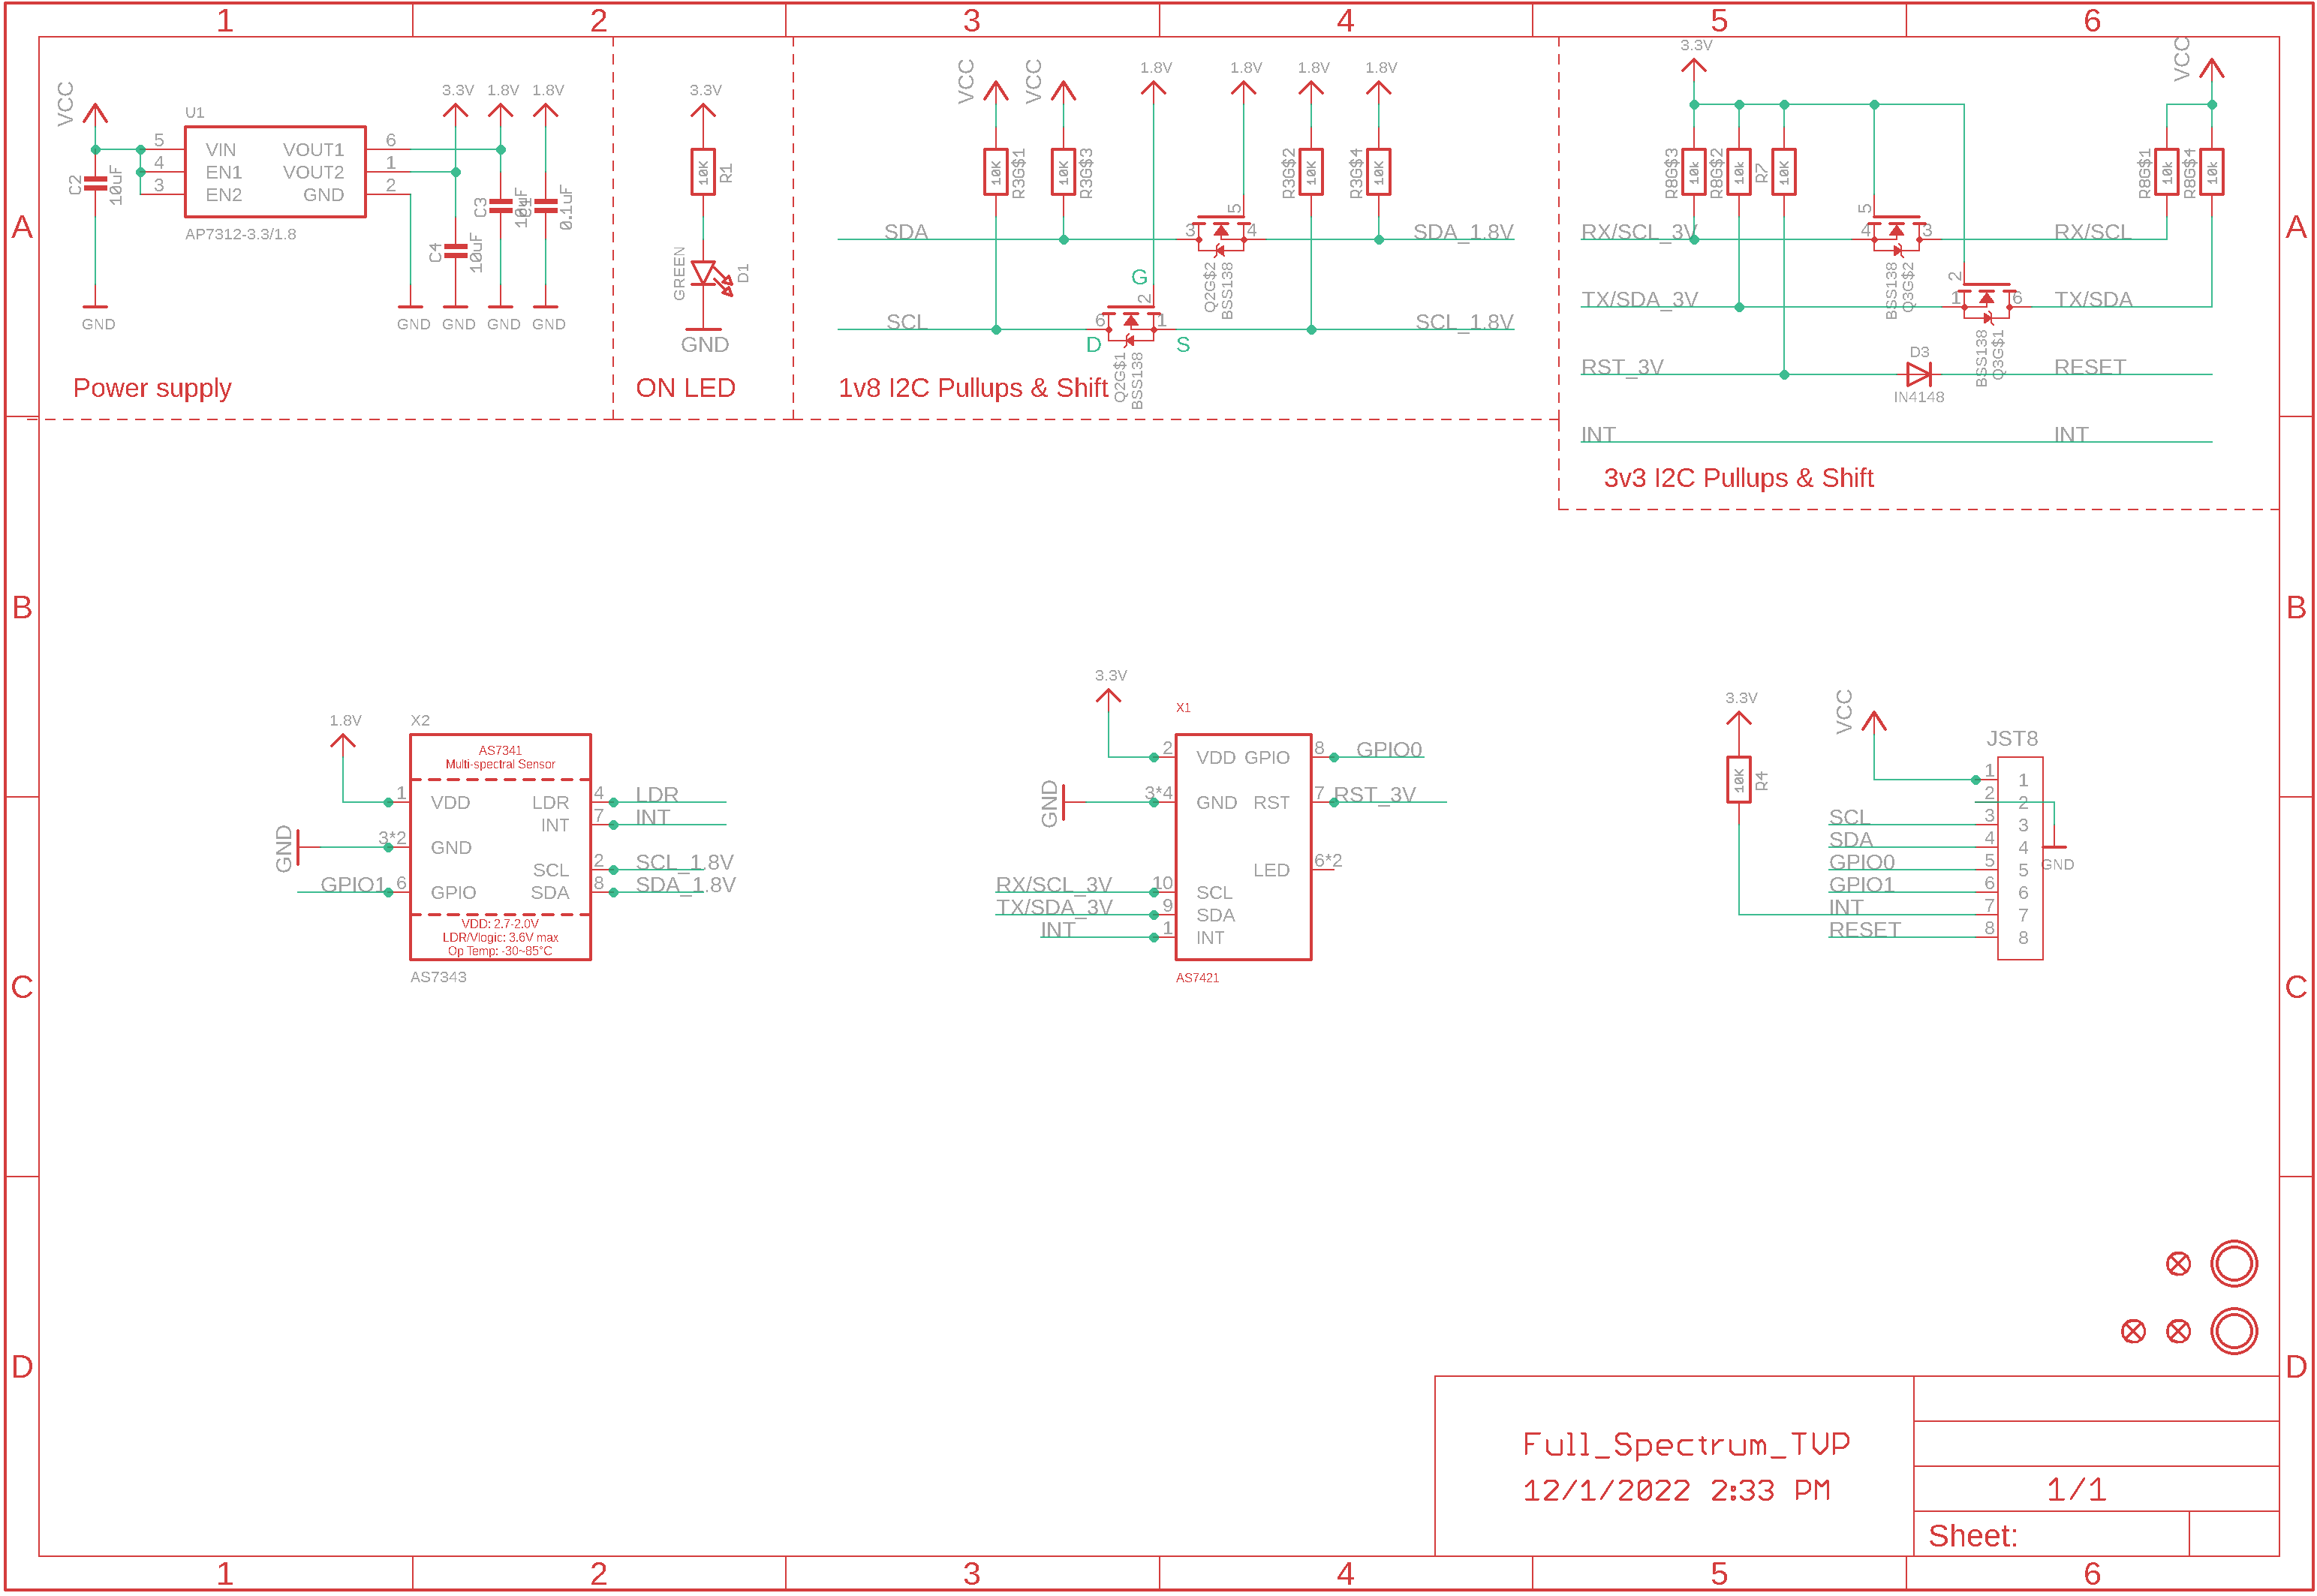 1 2 3 4 5 6
A A
B B
C C
D D
VCC
C2
10uF
GND
U1
5 VIN VOUT1 6
4 EN1 VOUT2 1
3 EN2 GND 2
AP7312-3.3/1.8
3.3V 1.8V 1.8V
C3
10uF
0.1uF
C4
10uF
GND GND GND GND
Power supply
3.3V
10K
R1
GREEN
D1
GND
ON LED
VCC VCC 1.8V 1.8V 1.8V 1.8V
10K R3G$1
10K R3G$3
R3G$2 10K
R3G$4 10K
SDA 3 5 4 SDA_1.8V
Q2G$2
BSS138
G
2
SCL 6 1 SCL_1.8V
D S
Q2G$1
BSS138
1v8 I2C Pullups & Shift
3.3V VCC
R8G$3 10k
R8G$2 10k
R7 10K
R8G$1 10k
R8G$4 10k
RX/SCL_3V 4 5 3 RX/SCL
BSS138
Q3G$2
2
TX/SDA_3V 1 6 TX/SDA
BSS138
Q3G$1
D3
RST_3V RESET
IN4148
INT INT
3v3 I2C Pullups & Shift
1.8V
X2
AS7341
Multi-spectral Sensor
1 VDD LDR 4 LDR
INT 7 INT
GND 3*2 GND
SCL 2 SCL_1.8V
GPIO1 6 GPIO SDA 8 SDA_1.8V
VDD: 2.7-2.0V
LDR/Vlogic: 3.6V max
Op Temp: -30~85°C
AS7343
3.3V
X1
2 VDD GPIO 8 GPIO0
GND 3*4 GND RST 7 RST_3V
LED 6*2
RX/SCL_3V 10 SCL
TX/SDA_3V 9 SDA
INT 1 INT
AS7421
3.3V
10K R4
VCC
JST8
1 1
2 2
SCL 3 3
SDA 4 4
GPIO0 5 5
GPIO1 6 6
INT 7 7
RESET 8 8
GND
Full_Spectrum_TVP
12/1/2022 2:33 PM
1/1
Sheet:
1 2 3 4 5 6